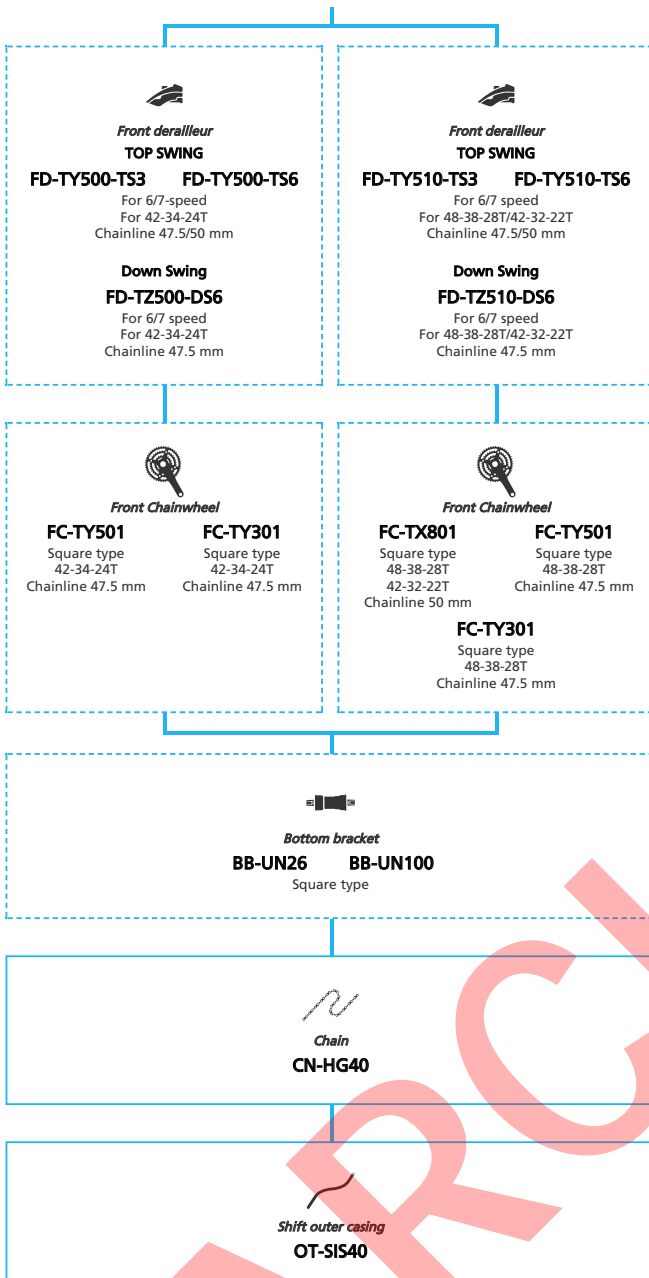 Front derailleur
TOP SWING
FD-TY500-TS3 FD-TY500-TS6
For 6/7-speed
For 42-34-24T
Chainline 47.5/50 mm
Down Swing
FD-TZ500-DS6
For 6/7 speed
For 42-34-24T
Chainline 47.5 mm
Front derailleur
TOP SWING
FD-TY510-TS3 FD-TY510-TS6
For 6/7 speed
For 48-38-28T/42-32-22T
Chainline 47.5/50 mm
Down Swing
FD-TZ510-DS6
For 6/7 speed
For 48-38-28T/42-32-22T
Chainline 47.5 mm
Front Chainwheel
FC-TY501
Square type
42-34-24T
Chainline 47.5 mm
FC-TY301
Square type
42-34-24T
Chainline 47.5 mm
Front Chainwheel
FC-TX801
Square type
48-38-28T
42-32-22T
Chainline 50 mm
FC-TY501
Square type
48-38-28T
Chainline 47.5 mm
FC-TY301
Square type
48-38-28T
Chainline 47.5 mm
Bottom bracket
BB-UN26 BB-UN100
Square type
Chain
CN-HG40
Shift outer casing
OT-SIS40